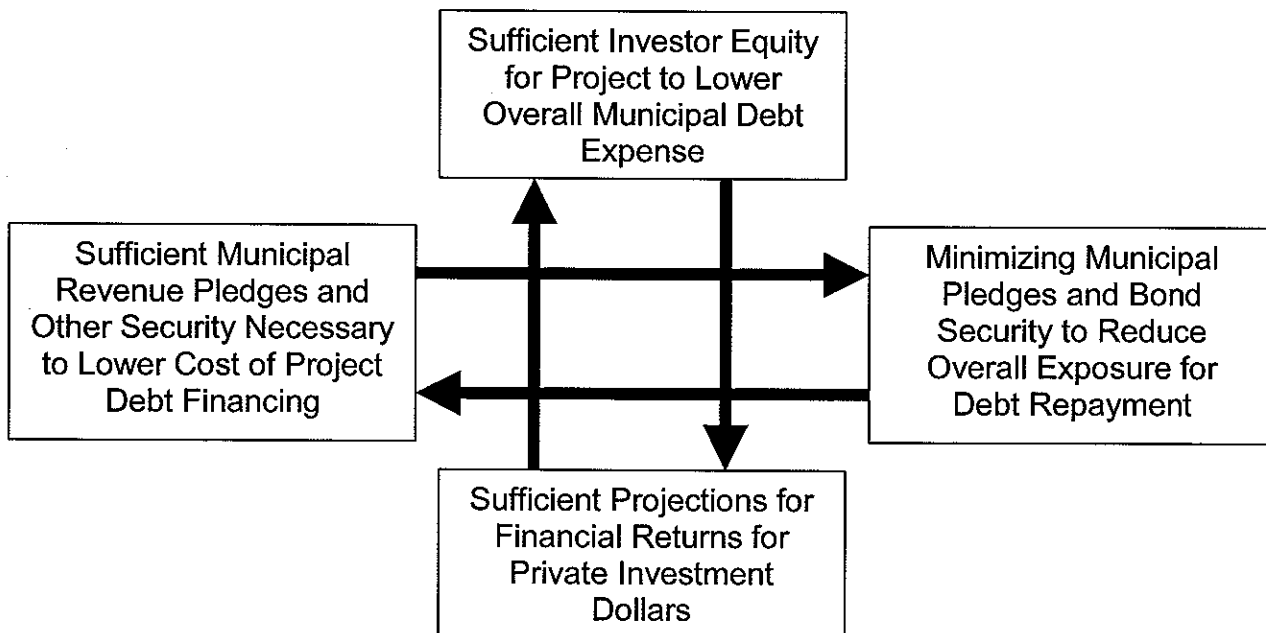 Sufficient Investor Equity
for Project to Lower
Overall Municipal Debt
Expense
Sufficient Municipal
Revenue Pledges and
Other Security Necessary
to Lower Cost of Project
Debt Financing
Minimizing Municipal
Pledges and Bond
Security to Reduce
Overall Exposure for
Debt Repayment
Sufficient Projections for
Financial Returns for
Private Investment
Dollars